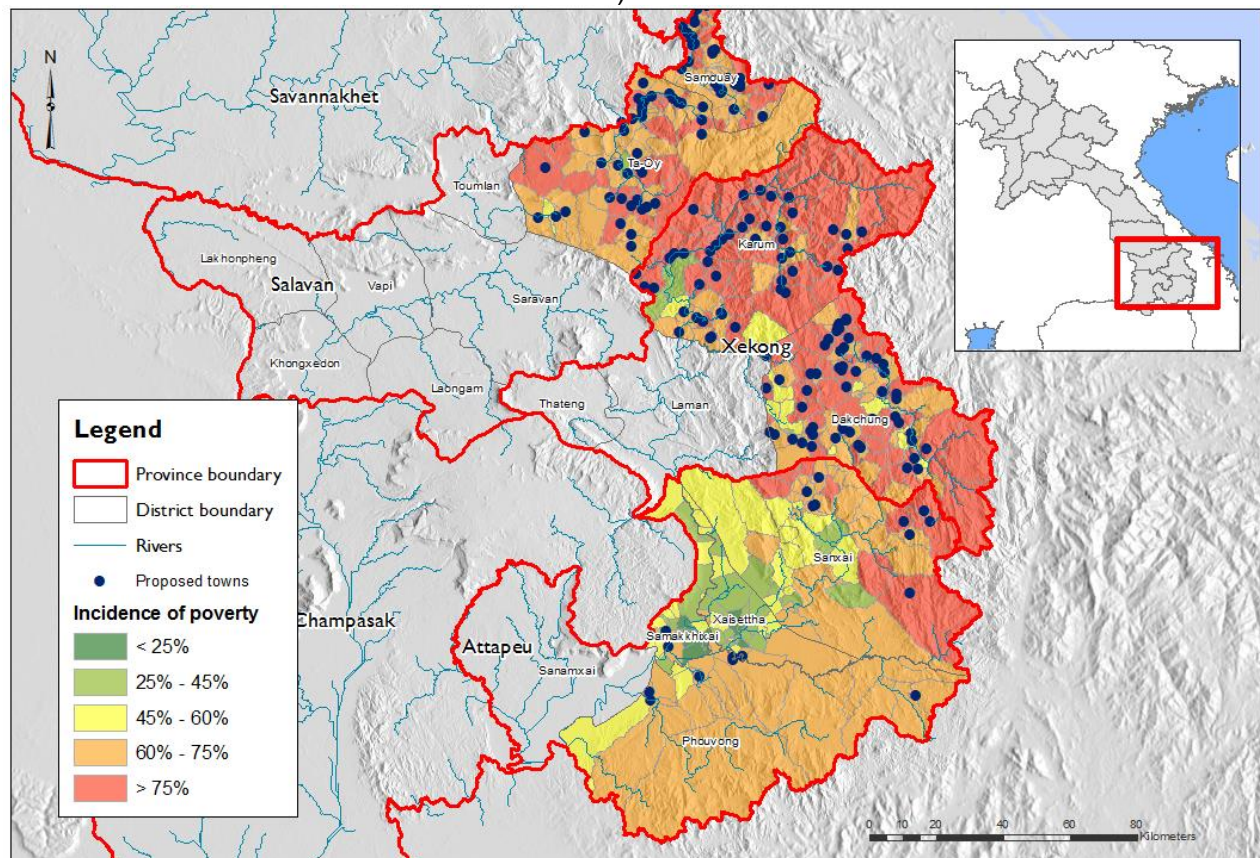 )
N
Savannakhet
Samouay
Ta-Oy
Toumlan
Lakhonpheng
Salavan
Vapi
Karum
Saravan
Khongxedon
Xekong
Laongam
Thateng
Laman
Dakchung
Legend
Province boundary
District boundary
Rivers
Proposed towns
Incidence of poverty
< 25%
25% - 45%
45% - 60%
60% - 75%
> 75%
Sanxai
Champasak
Xaisettha
Samakkhixai
Attapeu
Sanamxai
Phouvong
0 5 10 20 40 60 80
Kilometers